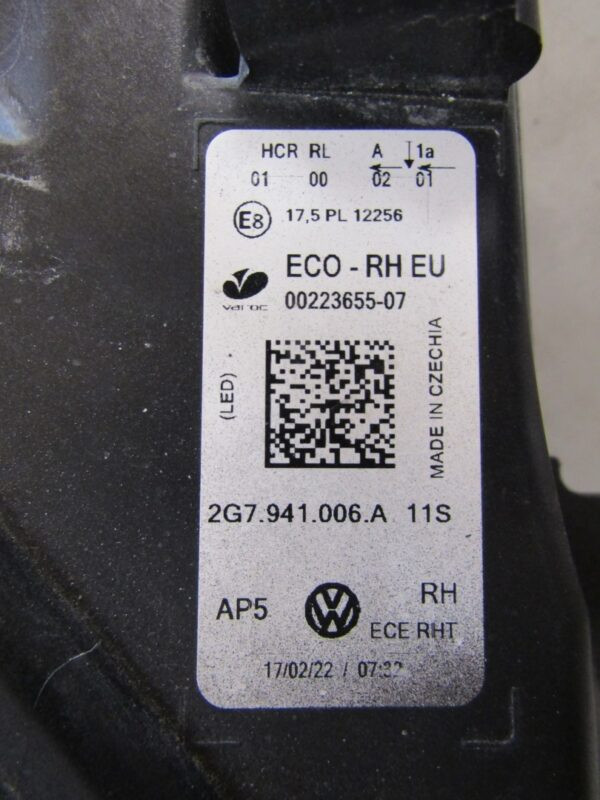 HCR RL A 1a
01 00 02 01
E8 17,5 PL 12256
ECO - RH EU
varroc 00223655-07
(LED)
MADE IN CZECHIA
2G7.941.006.A 11S
AP5 RH
ECE RHT
17/02/22 / 07: